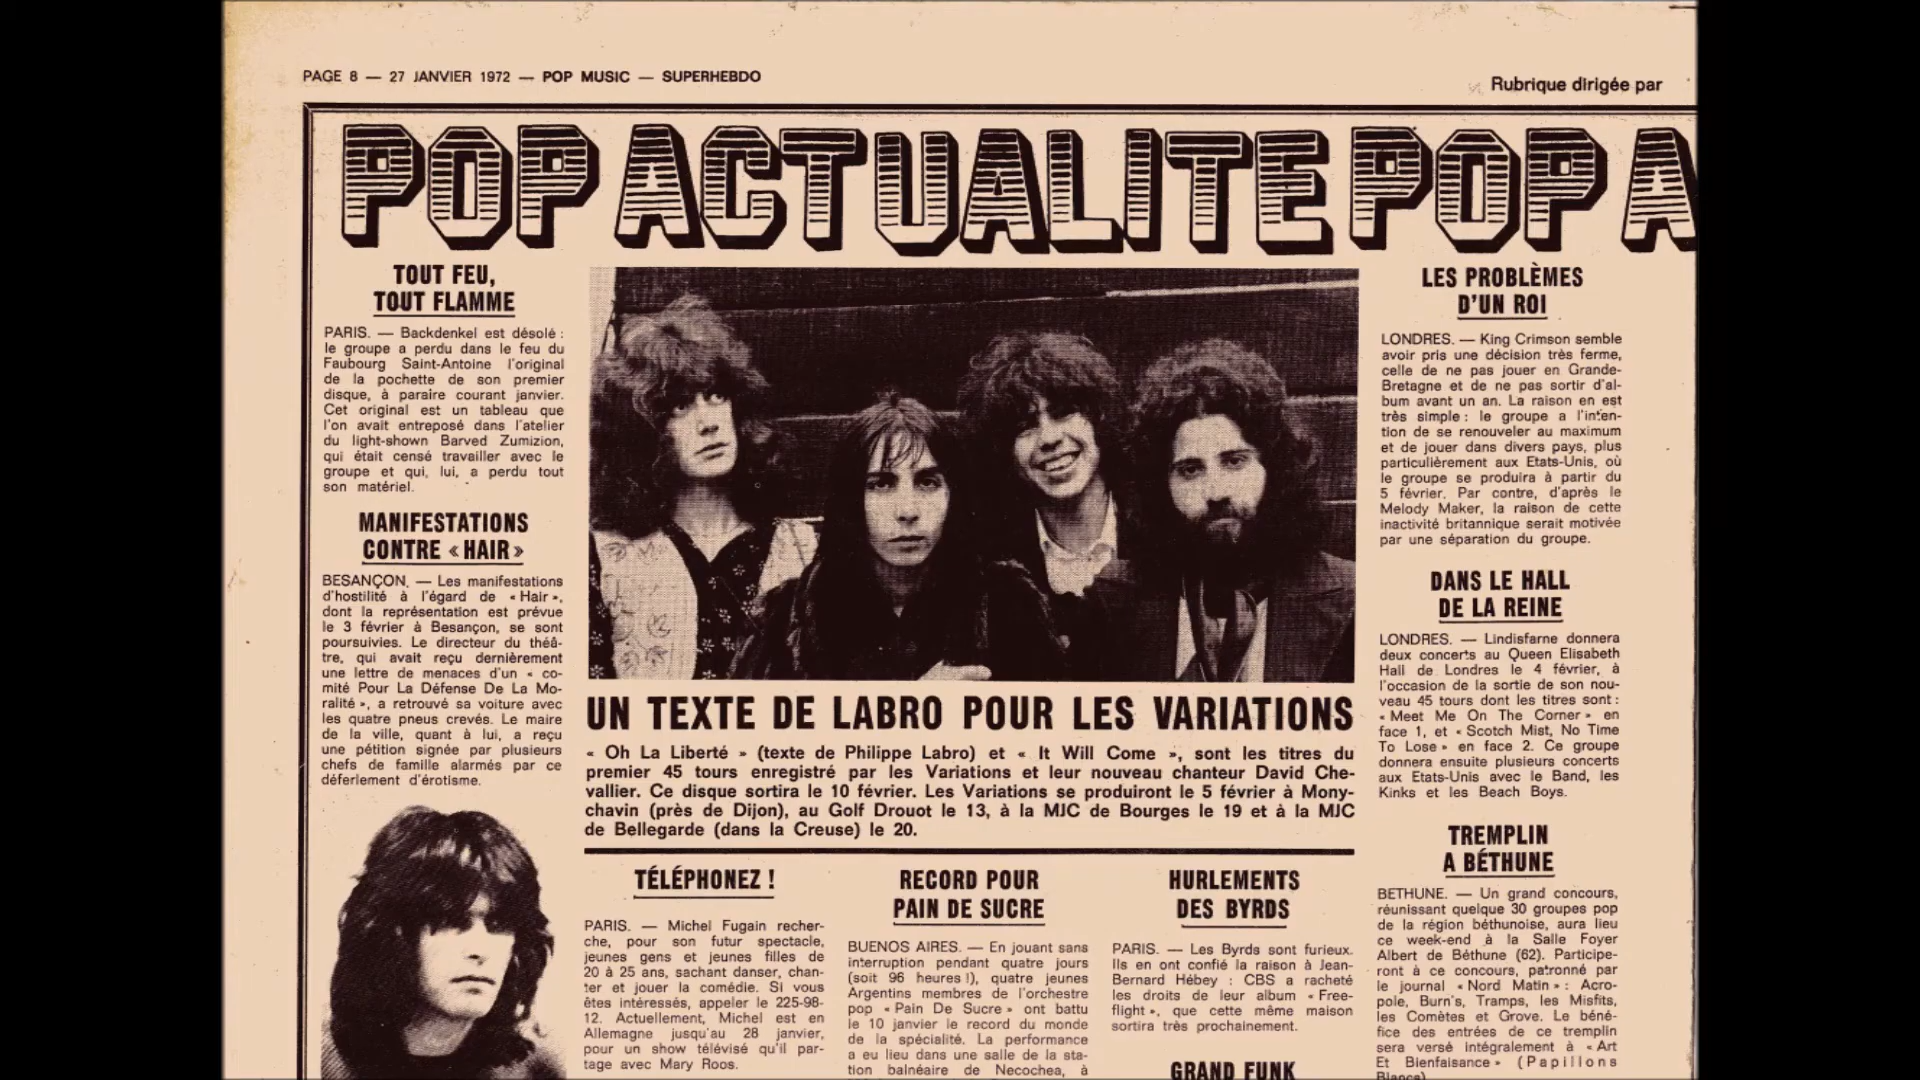 PAGE 8 — 27 JANVIER 1972 — POP MUSIC — SUPERHEBDO
Rubrique dirigée par
POP ACTUALITE POP A
TOUT FEU,
TOUT FLAMME
PARIS. — Backdenkel est désolé :
le groupe a perdu dans le feu du
Faubourg Saint-Antoine l'original
de la pochette de son premier
disque, à paraire courant janvier.
Cet original est un tableau que
l'on avait entreposé dans l'atelier
du light-shown Barved Zumizion,
qui était censé travailler avec le
groupe et qui, lui, a perdu tout
son matériel.
MANIFESTATIONS
CONTRE « HAIR »
BESANÇON. — Les manifestations
d'hostilité à l'égard de « Hair »,
dont la représentation est prévue
le 3 février à Besançon, se sont
poursuivies. Le directeur du théâ-
tre, qui avait reçu dernièrement
une lettre de menaces d'un « co-
mité Pour La Défense De La Mo-
ralité », a retrouvé sa voiture avec
les quatre pneus crevés. Le maire
de la ville, quant à lui, a reçu
une pétition signée par plusieurs
chefs de famille alarmés par ce
déferlement d'érotisme.
UN TEXTE DE LABRO POUR LES VARIATIONS
« Oh La Liberté » (texte de Philippe Labro) et « It Will Come », sont les titres du
premier 45 tours enregistré par les Variations et leur nouveau chanteur David Che-
vallier. Ce disque sortira le 10 février. Les Variations se produiront le 5 février à Mony-
chavin (près de Dijon), au Golf Drouot le 13, à la MJC de Bourges le 19 et à la MJC
de Bellegarde (dans la Creuse) le 20.
TÉLÉPHONEZ !
PARIS. — Michel Fugain recher-
che, pour son futur spectacle,
jeunes gens et jeunes filles de
20 à 25 ans, sachant danser, chan-
ter et jouer la comédie. Si vous
êtes intéressés, appeler le 225-98-
12. Actuellement, Michel est en
Allemagne jusqu'au 28 janvier,
pour un show télévisé qu'il par-
tage avec Mary Roos.
RECORD POUR
PAIN DE SUCRE
BUENOS AIRES. — En jouant sans
interruption pendant quatre jours
(soit 96 heures !), quatre jeunes
Argentins membres de l'orchestre
pop « Pain De Sucre » ont battu
le 10 janvier le record du monde
de la spécialité. La performance
a eu lieu dans une salle de la sta-
tion balnéaire de Necochea, à
HURLEMENTS
DES BYRDS
PARIS. — Les Byrds sont furieux.
Ils en ont confié la raison à Jean-
Bernard Hébey : CBS a racheté
les droits de leur album « Free-
flight », que cette même maison
sortira très prochainement.
GRAND FUNK
LES PROBLÈMES
D'UN ROI
LONDRES. — King Crimson semble
avoir pris une décision très ferme,
celle de ne pas jouer en Grande-
Bretagne et de ne pas sortir d'al-
bum avant un an. La raison en est
très simple : le groupe a l'inten-
tion de se renouveler au maximum
et de jouer dans divers pays, plus
particulièrement aux Etats-Unis, où
le groupe se produira à partir du
5 février. Par contre, d'après le
Melody Maker, la raison de cette
inactivité britannique serait motivée
par une séparation du groupe.
DANS LE HALL
DE LA REINE
LONDRES. — Lindisfarne donnera
deux concerts au Queen Elisabeth
Hall de Londres le 4 février, à
l'occasion de la sortie de son nou-
veau 45 tours dont les titres sont :
« Meet Me On The Corner » en
face 1, et « Scotch Mist, No Time
To Lose » en face 2. Ce groupe
donnera ensuite plusieurs concerts
aux Etats-Unis avec le Band, les
Kinks et les Beach Boys.
TREMPLIN
A BÉTHUNE
BETHUNE. — Un grand concours,
réunissant quelque 30 groupes pop
de la région béthunoise, aura lieu
ce week-end à la Salle Foyer
Albert de Béthune (62). Participe-
ront à ce concours, patronné par
le journal « Nord Matin » : Acro-
pole, Burn's, Tramps, les Misfits,
les Comètes et Grove. Le béné-
fice des entrées de ce tremplin
sera versé intégralement à « Art
Et Bienfaisance » (Papillons
Blancs)